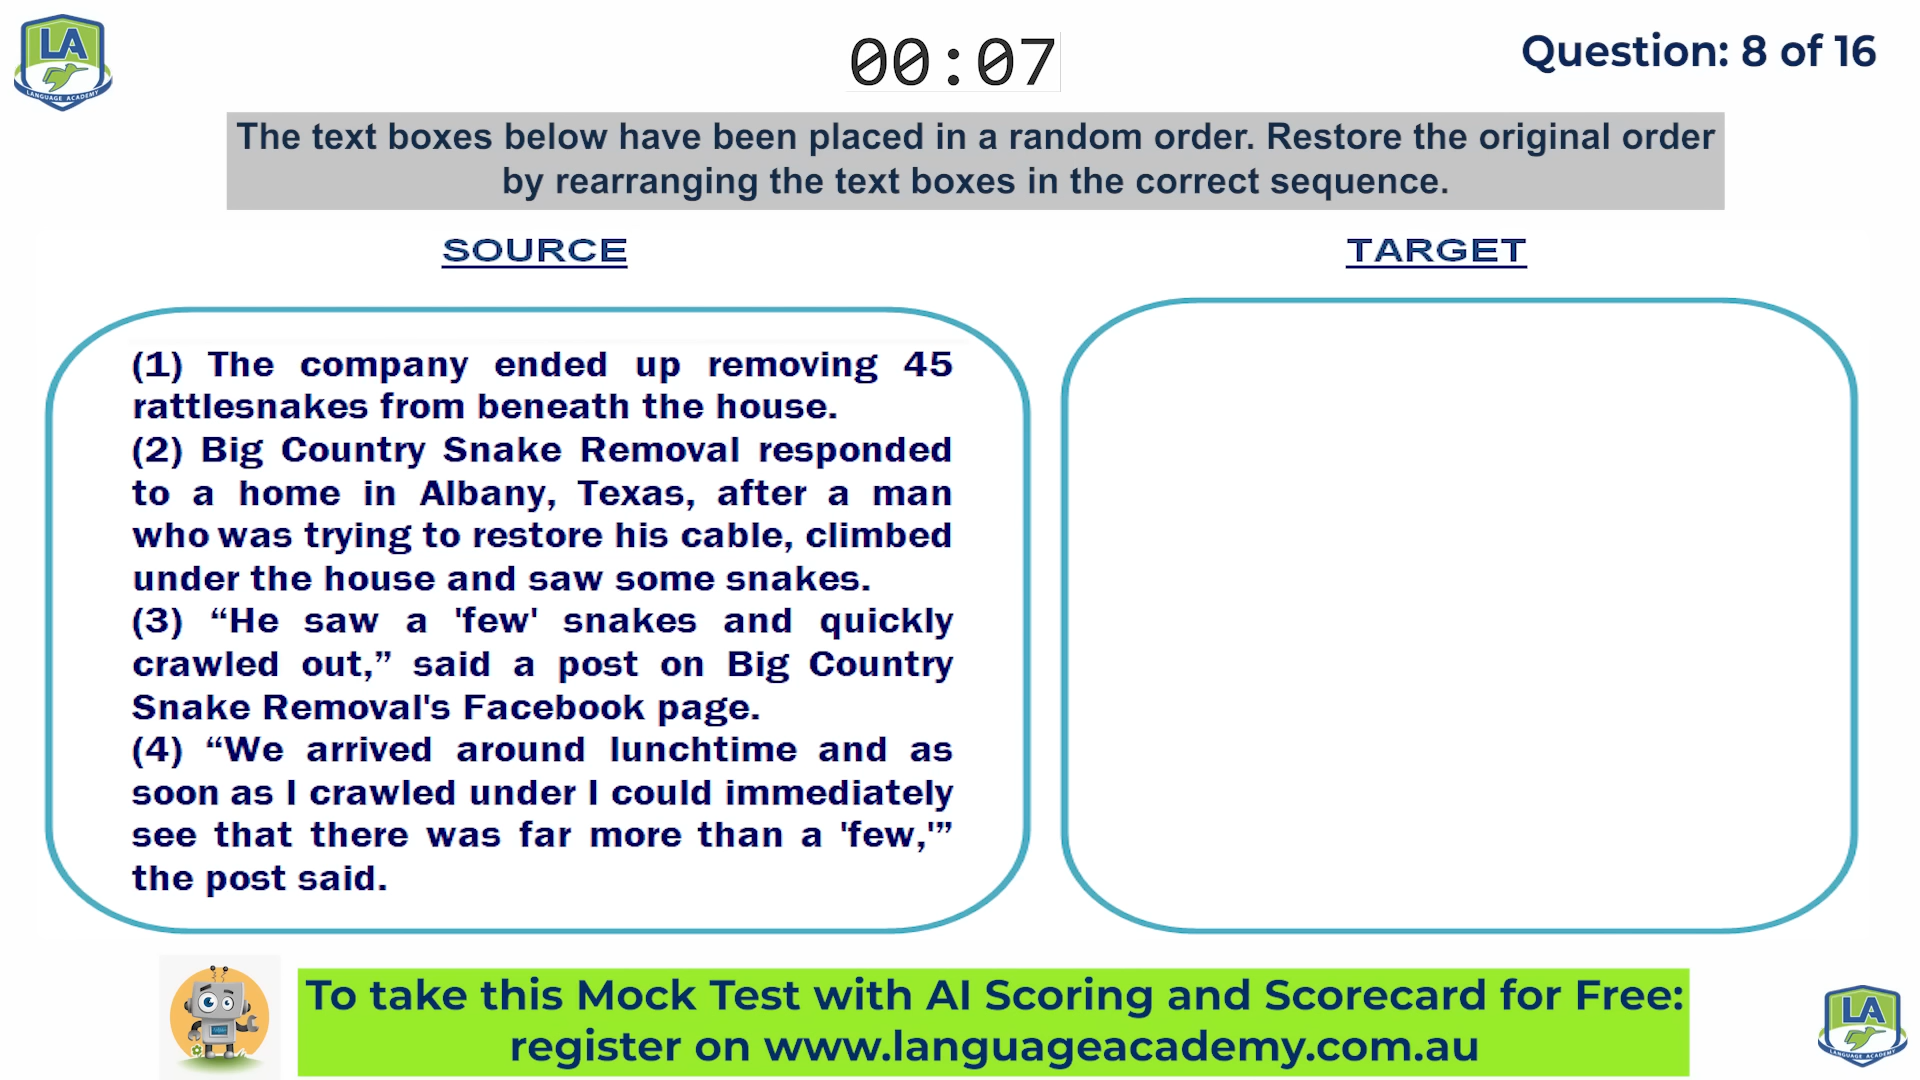 LA
LANGUAGE ACADEMY
00:07
Question: 8 of 16
The text boxes below have been placed in a random order. Restore the original order
by rearranging the text boxes in the correct sequence.
SOURCE
TARGET
(1) The company ended up removing 45
rattlesnakes from beneath the house.
(2) Big Country Snake Removal responded
to a home in Albany, Texas, after a man
who was trying to restore his cable, climbed
under the house and saw some snakes.
(3) “He saw a 'few' snakes and quickly
crawled out,” said a post on Big Country
Snake Removal's Facebook page.
(4) “We arrived around lunchtime and as
soon as I crawled under I could immediately
see that there was far more than a 'few,'”
the post said.
To take this Mock Test with AI Scoring and Scorecard for Free:
register on www.languageacademy.com.au
LA
LANGUAGE ACADEMY